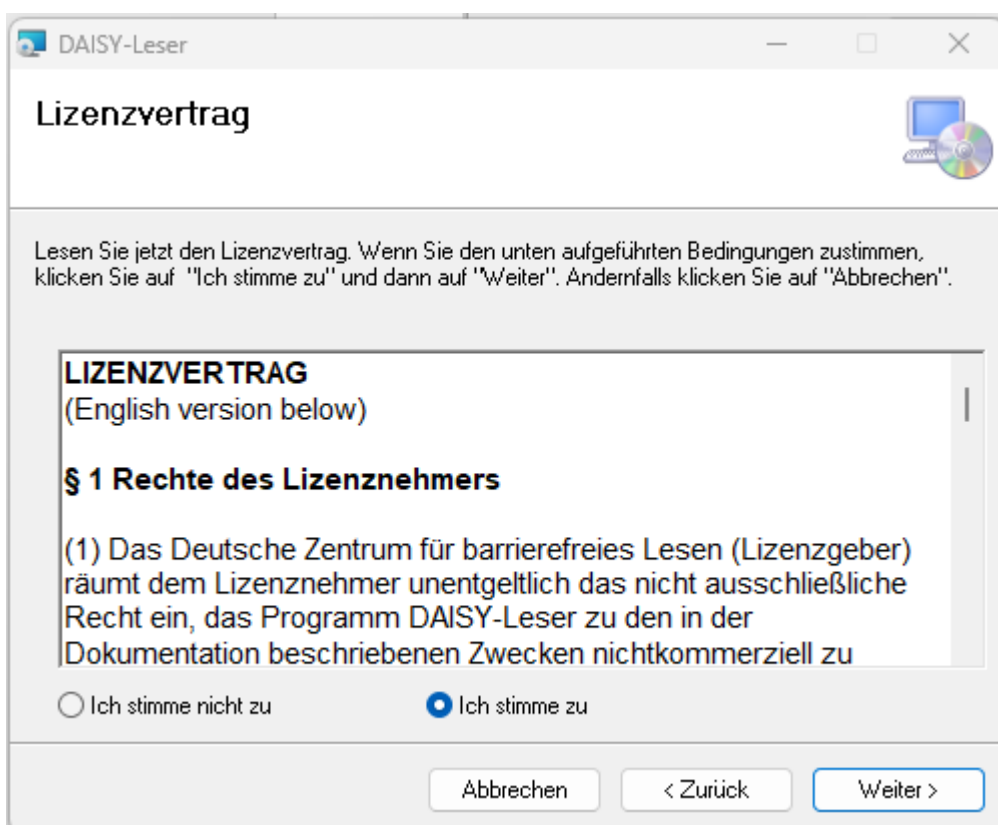 DAISY-Leser
Lizenzvertrag
Lesen Sie jetzt den Lizenzvertrag. Wenn Sie den unten aufgeführten Bedingungen zustimmen,
klicken Sie auf "Ich stimme zu" und dann auf "Weiter". Andernfalls klicken Sie auf "Abbrechen".
LIZENZVERTRAG
(English version below)
§ 1 Rechte des Lizenznehmers
(1) Das Deutsche Zentrum für barrierefreies Lesen (Lizenzgeber)
räumt dem Lizenznehmer unentgeltlich das nicht ausschließliche
Recht ein, das Programm DAISY-Leser zu den in der
Dokumentation beschriebenen Zwecken nichtkommerziell zu
Ich stimme nicht zu Ich stimme zu
Abbrechen < Zurück Weiter >